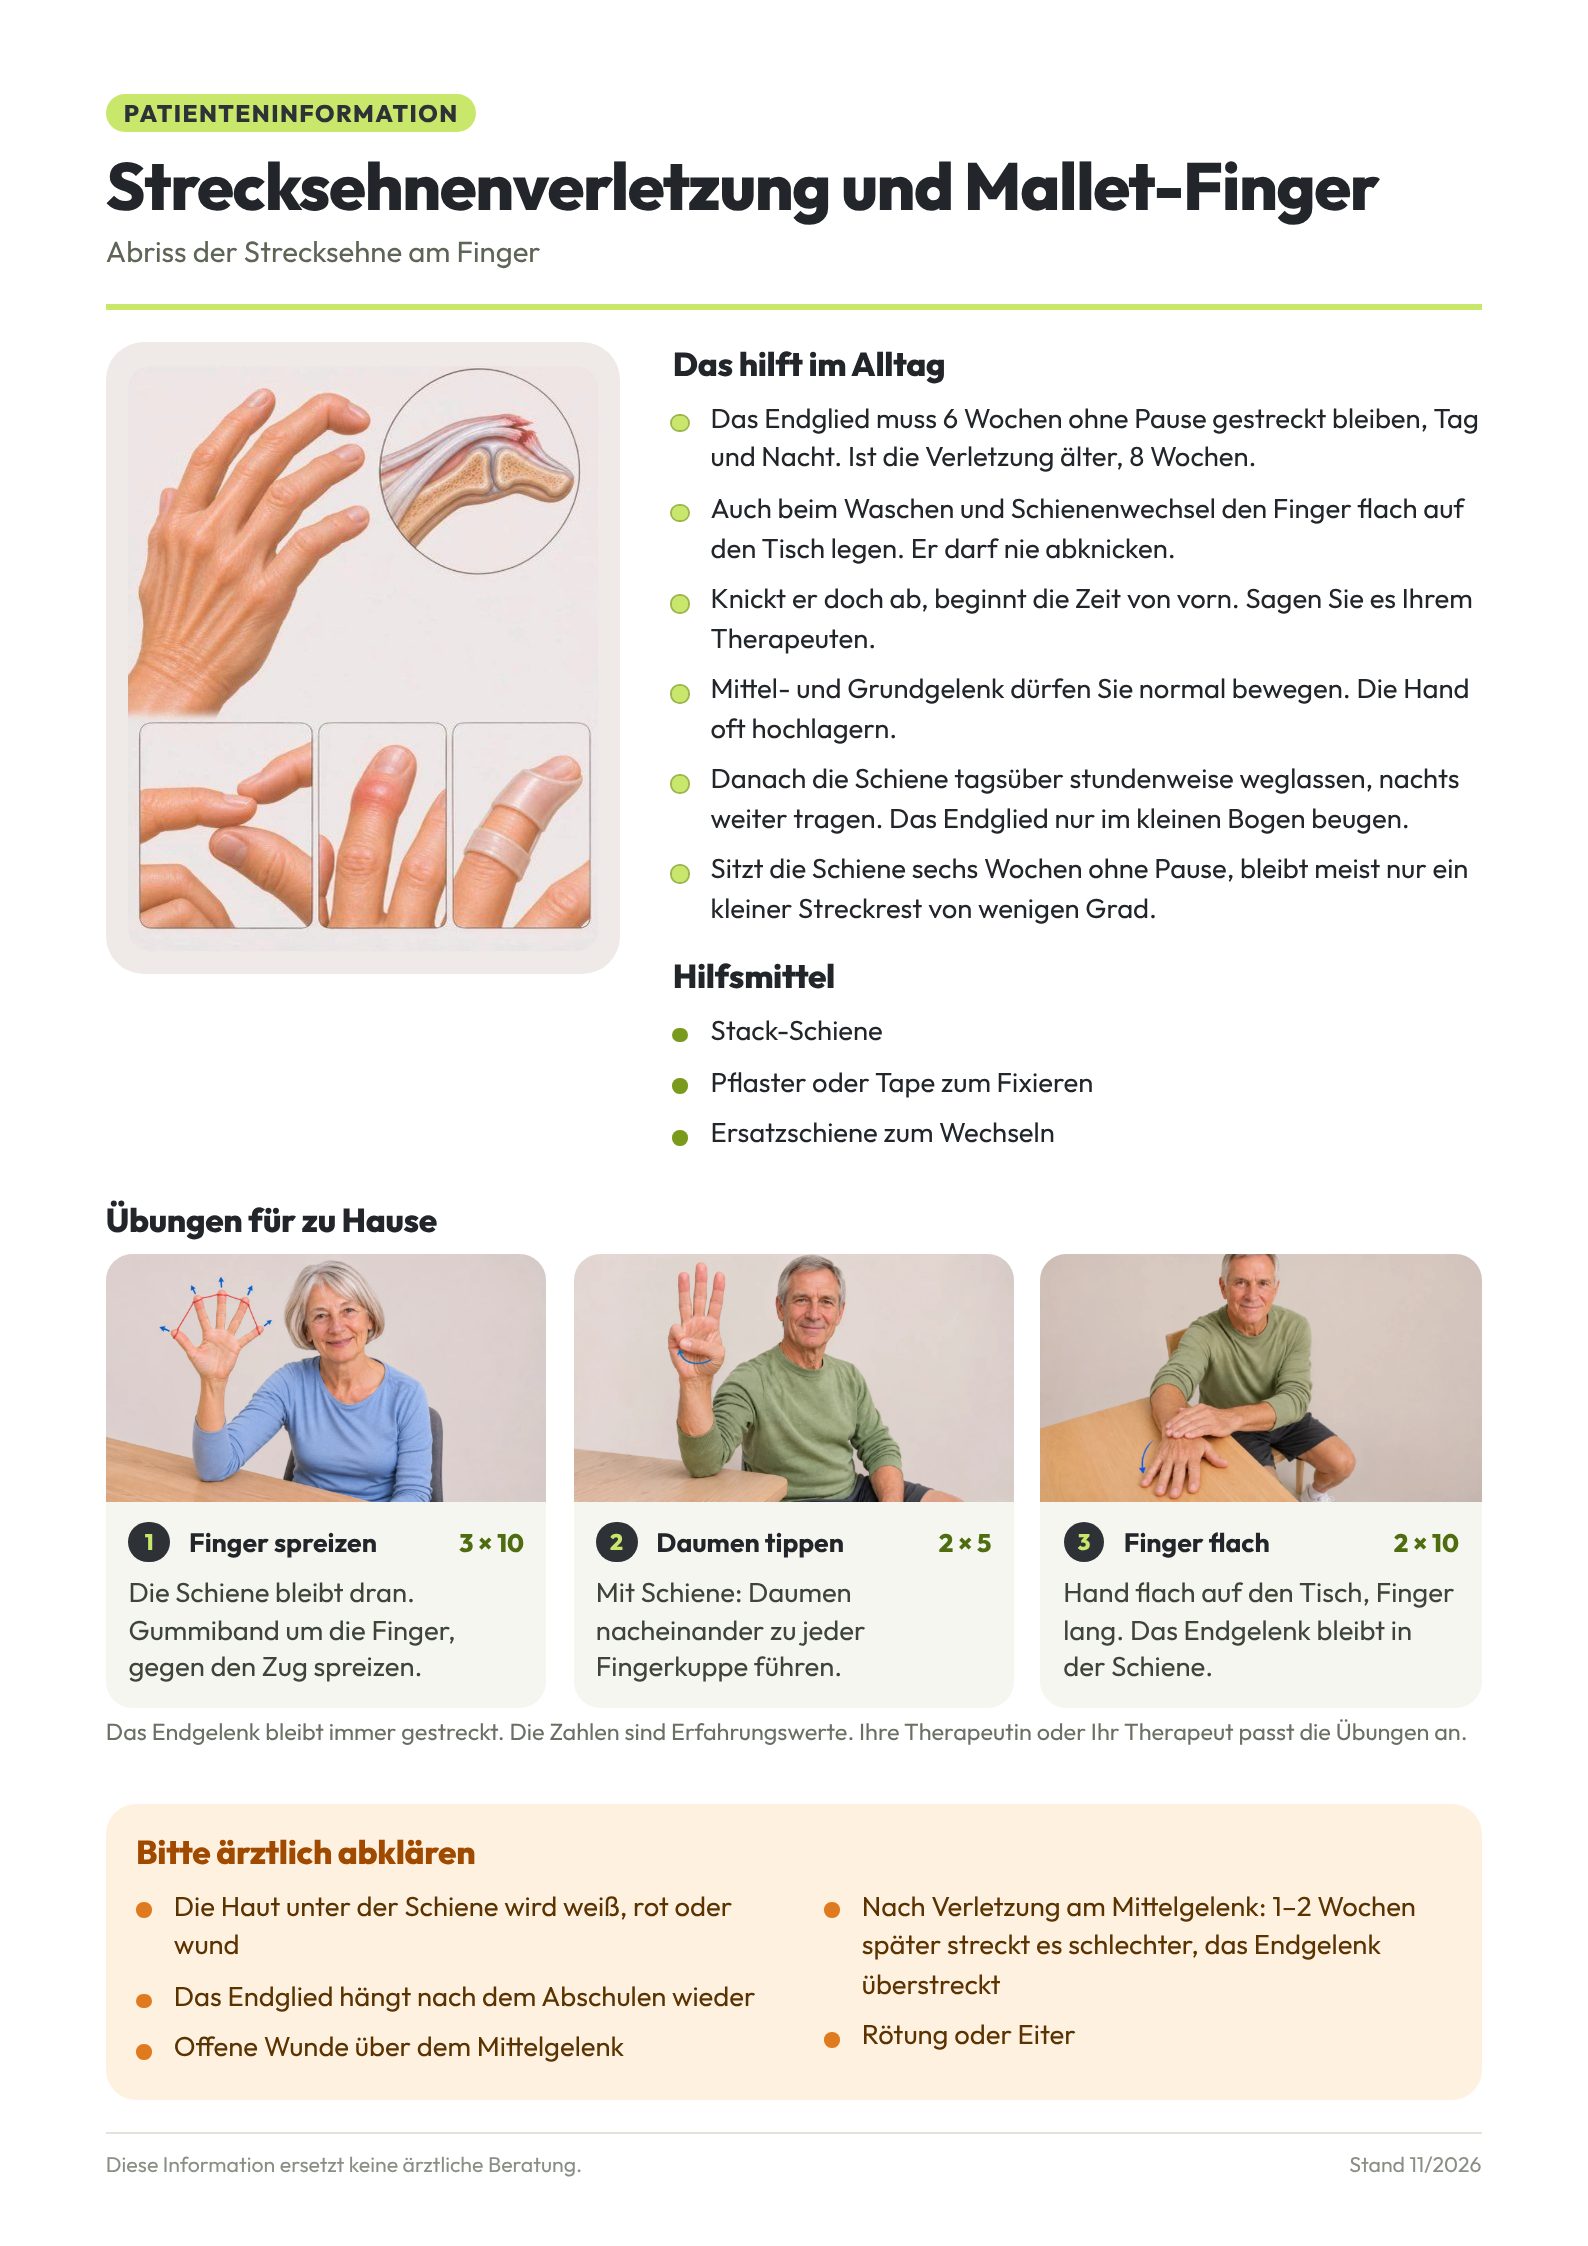 PATIENTENINFORMATION
Strecksehnenverletzung und Mallet-Finger
Abriss der Strecksehne am Finger
Das hilft im Alltag
Das Endglied muss 6 Wochen ohne Pause gestreckt bleiben, Tag
und Nacht. Ist die Verletzung älter, 8 Wochen.
Auch beim Waschen und Schienenwechsel den Finger flach auf
den Tisch legen. Er darf nie abknicken.
Knickt er doch ab, beginnt die Zeit von vorn. Sagen Sie es Ihrem
Therapeuten.
Mittel- und Grundgelenk dürfen Sie normal bewegen. Die Hand
oft hochlagern.
Danach die Schiene tagsüber stundenweise weglassen, nachts
weiter tragen. Das Endglied nur im kleinen Bogen beugen.
Sitzt die Schiene sechs Wochen ohne Pause, bleibt meist nur ein
kleiner Streckrest von wenigen Grad.
Hilfsmittel
Stack-Schiene
Pflaster oder Tape zum Fixieren
Ersatzschiene zum Wechseln
Übungen für zu Hause
1 Finger spreizen 3 × 10
Die Schiene bleibt dran.
Gummiband um die Finger,
gegen den Zug spreizen.
2 Daumen tippen 2 × 5
Mit Schiene: Daumen
nacheinander zu jeder
Fingerkuppe führen.
3 Finger flach 2 × 10
Hand flach auf den Tisch, Finger
lang. Das Endgelenk bleibt in
der Schiene.
Das Endgelenk bleibt immer gestreckt. Die Zahlen sind Erfahrungswerte. Ihre Therapeutin oder Ihr Therapeut passt die Übungen an.
Bitte ärztlich abklären
Die Haut unter der Schiene wird weiß, rot oder
wund
Das Endglied hängt nach dem Abschulen wieder
Offene Wunde über dem Mittelgelenk
Nach Verletzung am Mittelgelenk: 1–2 Wochen
später streckt es schlechter, das Endgelenk
überstreckt
Rötung oder Eiter
Diese Information ersetzt keine ärztliche Beratung.
Stand 11/2026